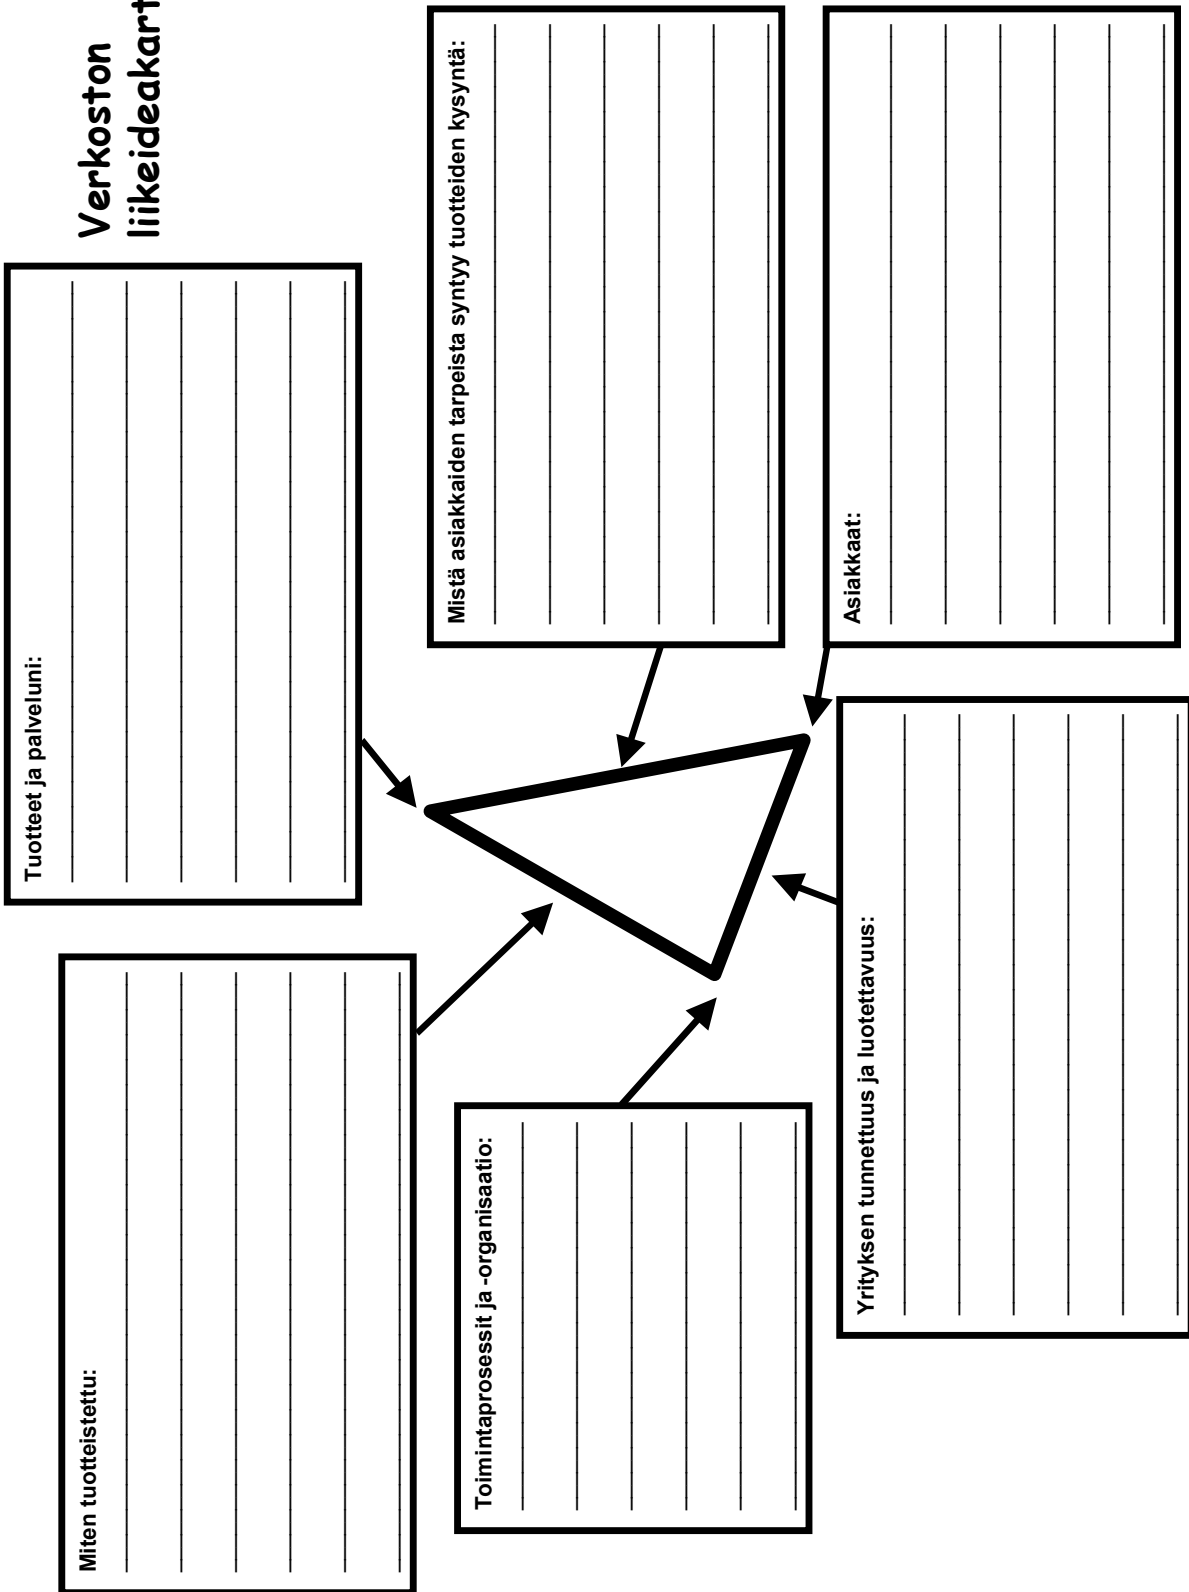 Verkoston
liikeideakart
Tuotteet ja palveluni:
Miten tuotteistettu:
Mistä asiakkaiden tarpeista syntyy tuotteiden kysyntä:
Toimintaprosessit ja -organisaatio:
Asiakkaat:
Yrityksen tunnettuus ja luotettavuus: